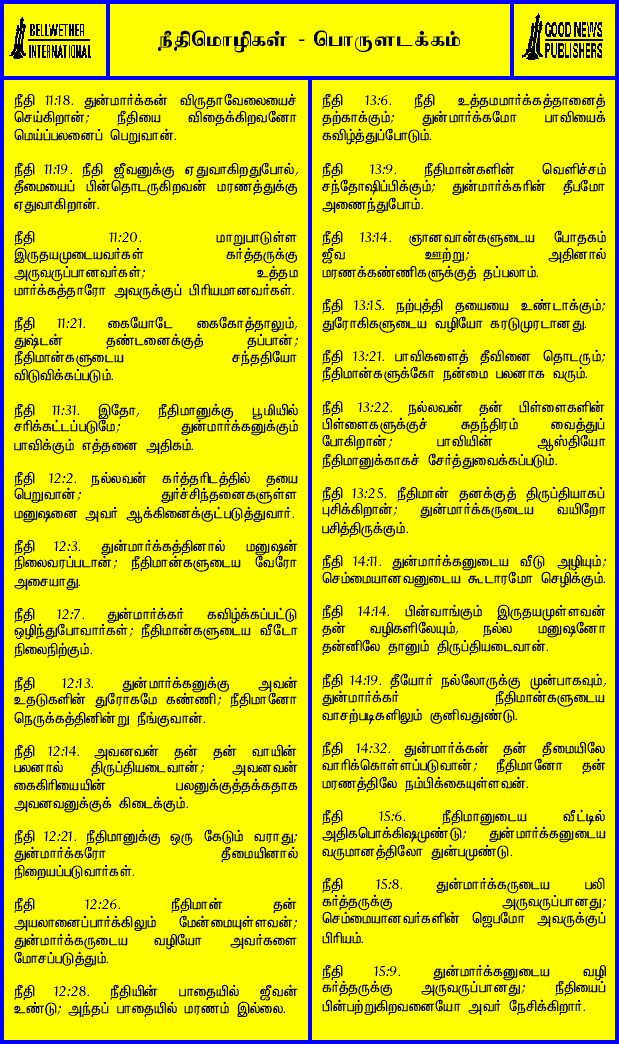 BELLWETHER
INTERNATIONAL
நீதிமொழிகள் - பொருளடக்கம்
GOOD NEWS
PUBLISHERS
நீதி 11:18. துன்மார்க்கன் விருதாவேலையைச்
செய்கிறான்; நீதியை விதைக்கிறவனோ
மெய்ப்பலனைப் பெறுவான்.
நீதி 11:19. நீதி ஜீவனுக்கு ஏதுவாகிறதுபோல்,
தீமையைப் பின்தொடருகிறவன் மரணத்துக்கு
ஏதுவாகிறான்.
நீதி 11:20. மாறுபாடுள்ள
இருதயமுடையவர்கள் கர்த்தருக்கு
அருவருப்பானவர்கள்; உத்தம
மார்க்கத்தாரோ அவருக்குப் பிரியமானவர்கள்.
நீதி 11:21. கையோடே கைகோத்தாலும்,
துஷ்டன் தண்டனைக்குத் தப்பான்;
நீதிமான்களுடைய சந்ததியோ
விடுவிக்கப்படும்.
நீதி 11:31. இதோ, நீதிமானுக்கு பூமியில்
சரிக்கட்டப்படுமே; துன்மார்க்கனுக்கும்
பாவிக்கும் எத்தனை அதிகம்.
நீதி 12:2. நல்லவன் கர்த்தரிடத்தில் தயை
பெறுவான்; துர்ச்சிந்தனைகளுள்ள
மனுஷனை அவர் ஆக்கினைக்குட்படுத்துவார்.
நீதி 12:3. துன்மார்க்கத்தினால் மனுஷன்
நிலைவரப்படான்; நீதிமான்களுடைய வேரோ
அசையாது.
நீதி 12:7. துன்மார்க்கர் கவிழ்க்கப்பட்டு
ஒழிந்துபோவார்கள்; நீதிமான்களுடைய வீடோ
நிலைநிற்கும்.
நீதி 12:13. துன்மார்க்கனுக்கு அவன்
உதடுகளின் துரோகமே கண்ணி; நீதிமானோ
நெருக்கத்தினின்று நீங்குவான்.
நீதி 12:14. அவனவன் தன் தன் வாயின்
பலனால் திருப்தியடைவான்; அவனவன்
கைகிரியையின் பலனுக்குத்தக்கதாக
அவனவனுக்குக் கிடைக்கும்.
நீதி 12:21. நீதிமானுக்கு ஒரு கேடும் வராது;
துன்மார்க்கரோ தீமையினால்
நிறையப்படுவார்கள்.
நீதி 12:26. நீதிமான் தன்
அயலானைப்பார்க்கிலும் மேன்மையுள்ளவன்;
துன்மார்க்கருடைய வழியோ அவர்களை
மோசப்படுத்தும்.
நீதி 12:28. நீதியின் பாதையில் ஜீவன்
உண்டு; அந்தப் பாதையில் மரணம் இல்லை.
நீதி 13:6. நீதி உத்தமமார்க்கத்தானைத்
தற்காக்கும்; துன்மார்க்கமோ பாவியைக்
கவிழ்த்துப்போடும்.
நீதி 13:9. நீதிமான்களின் வெளிச்சம்
சந்தோஷிப்பிக்கும்; துன்மார்க்கரின் தீபமோ
அணைந்துபோம்.
நீதி 13:14. ஞானவான்களுடைய போதகம்
ஜீவ ஊற்று; அதினால்
மரணக்கண்ணிகளுக்குத் தப்பலாம்.
நீதி 13:15. நற்புத்தி தயையை உண்டாக்கும்;
துரோகிகளுடைய வழியோ கரடுமுரடானது.
நீதி 13:21. பாவிகளைத் தீவினை தொடரும்;
நீதிமான்களுக்கோ நன்மை பலனாக வரும்.
நீதி 13:22. நல்லவன் தன் பிள்ளைகளின்
பிள்ளைகளுக்குச் சுதந்திரம் வைத்துப்
போகிறான்; பாவியின் ஆஸ்தியோ
நீதிமானுக்காகச் சேர்த்துவைக்கப்படும்.
நீதி 13:25. நீதிமான் தனக்குத் திருப்தியாகப்
புசிக்கிறான்; துன்மார்க்கருடைய வயிறோ
பசித்திருக்கும்.
நீதி 14:11. துன்மார்க்கனுடைய வீடு அழியும்;
செம்மையானவனுடைய கூடாரமோ செழிக்கும்.
நீதி 14:14. பின்வாங்கும் இருதயமுள்ளவன்
தன் வழிகளிலேயும், நல்ல மனுஷனோ
தன்னிலே தானும் திருப்தியடைவான்.
நீதி 14:19. தீயோர் நல்லோருக்கு முன்பாகவும்,
துன்மார்க்கர் நீதிமான்களுடைய
வாசற்படிகளிலும் குனிவதுண்டு.
நீதி 14:32. துன்மார்க்கன் தன் தீமையிலே
வாரிக்கொள்ளப்படுவான்; நீதிமானோ தன்
மரணத்திலே நம்பிக்கையுள்ளவன்.
நீதி 15:6. நீதிமானுடைய வீட்டில்
அதிகபொக்கிஷமுண்டு; துன்மார்க்கனுடைய
வருமானத்திலோ துன்பமுண்டு.
நீதி 15:8. துன்மார்க்கருடைய பலி
கர்த்தருக்கு அருவருப்பானது;
செம்மையானவர்களின் ஜெபமோ அவருக்குப்
பிரியம்.
நீதி 15:9. துன்மார்க்கனுடைய வழி
கர்த்தருக்கு அருவருப்பானது; நீதியைப்
பின்பற்றுகிறவனையோ அவர் நேசிக்கிறார்.